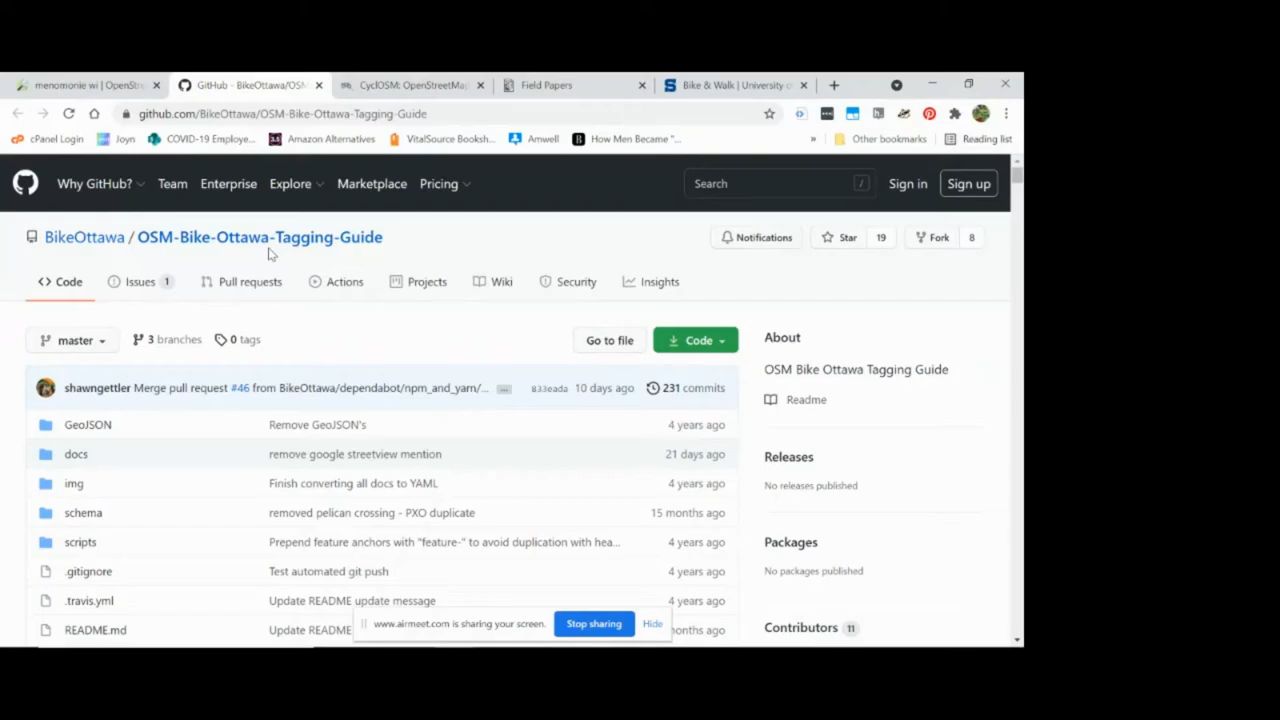 menomonie wi | OpenStre
GitHub - BikeOttawa/OSM-
CyclOSM: OpenStreetMap
Field Papers
Bike & Walk | University o
github.com/BikeOttawa/OSM-Bike-Ottawa-Tagging-Guide
cPanel Login
Joyn
COVID-19 Employe...
Amazon Alternatives
VitalSource Booksh...
Amwell
How Men Became "...
»
Other bookmarks
Reading list
Why GitHub?
Team
Enterprise
Explore
Marketplace
Pricing
Search
/
Sign in
Sign up
BikeOttawa / OSM-Bike-Ottawa-Tagging-Guide
Notifications
Star 19
Fork 8
Code
Issues 1
Pull requests
Actions
Projects
Wiki
Security
Insights
master
3 branches
0 tags
Go to file
Code
shawngettler Merge pull request #46 from BikeOttawa/dependabot/npm_and_yarn/... ... 833eada 10 days ago 231 commits
GeoJSON Remove GeoJSON's 4 years ago
docs remove google streetview mention 21 days ago
img Finish converting all docs to YAML 4 years ago
schema removed pelican crossing - PXO duplicate 15 months ago
scripts Prepend feature anchors with "feature-" to avoid duplication with hea... 4 years ago
.gitignore Test automated git push 4 years ago
.travis.yml Update README update message 4 years ago
README.md Update README onths ago
About
OSM Bike Ottawa Tagging Guide
Readme
Releases
No releases published
Packages
No packages published
Contributors 11
www.airmeet.com is sharing your screen.
Stop sharing
Hide